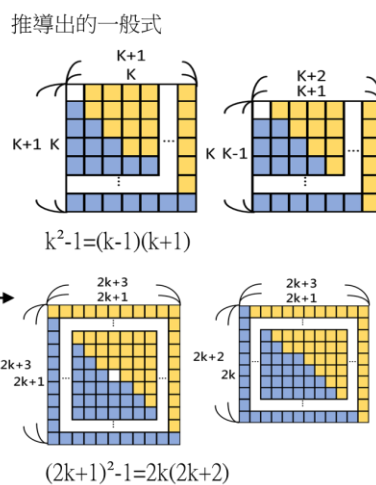 推導出的一般式
K+1
K
K+1 K
...
...
K+2
K+1
K K-1
...
...
k²-1=(k-1)(k+1)
2k+3
2k+1
2k+3
2k+1
2k+3
2k+1
2k+2
2k
(2k+1)²-1=2k(2k+2)